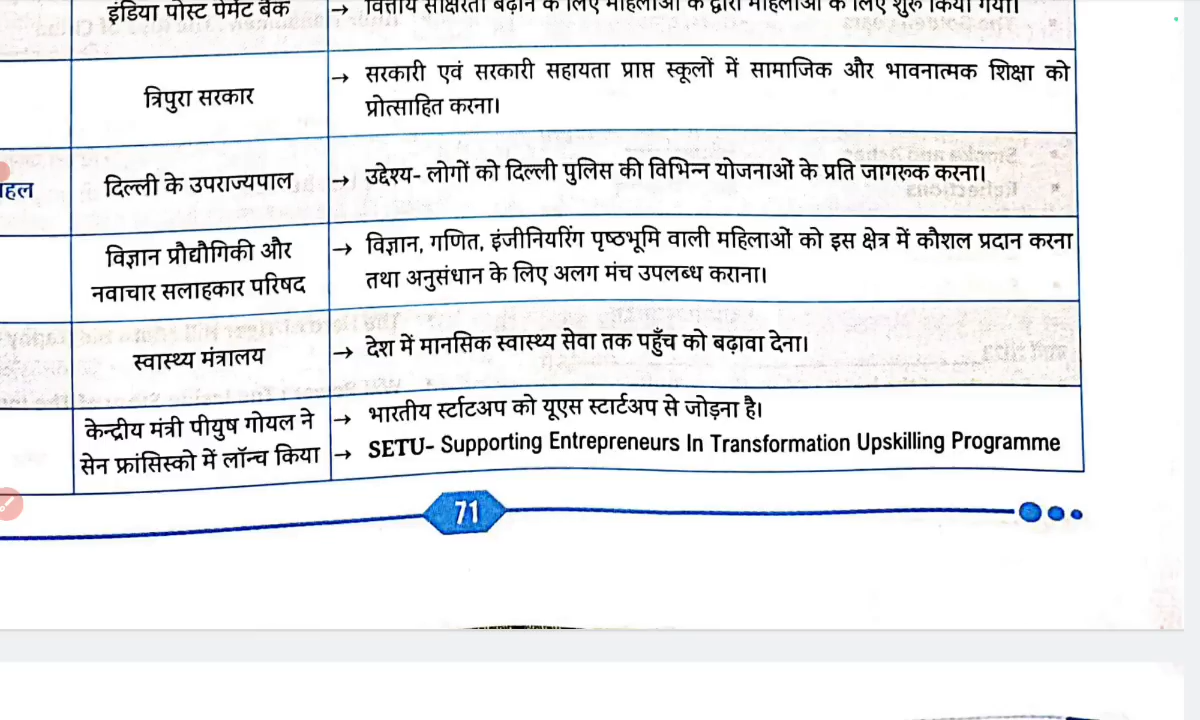 इंडिया पोस्ट पेमेंट बैंक
→ वित्तीय साक्षरता बढ़ाने के लिए महिलाओं के द्वारा महिलाओं के लिए शुरू किया गया।
त्रिपुरा सरकार
→ सरकारी एवं सरकारी सहायता प्राप्त स्कूलों में सामाजिक और भावनात्मक शिक्षा को
प्रोत्साहित करना।
हल
दिल्ली के उपराज्यपाल
→ उद्देश्य- लोगों को दिल्ली पुलिस की विभिन्न योजनाओं के प्रति जागरूक करना।
विज्ञान प्रौद्यौगिकी और
नवाचार सलाहकार परिषद
→ विज्ञान, गणित, इंजीनियरिंग पृष्ठभूमि वाली महिलाओं को इस क्षेत्र में कौशल प्रदान करना
तथा अनुसंधान के लिए अलग मंच उपलब्ध कराना।
स्वास्थ्य मंत्रालय
→ देश में मानसिक स्वास्थ्य सेवा तक पहुँच को बढ़ावा देना।
केन्द्रीय मंत्री पीयुष गोयल ने
सेन फ्रांसिस्को में लॉन्च किया
→ भारतीय र्स्टाटअप को यूएस स्टार्टअप से जोड़ना है।
→ SETU- Supporting Entrepreneurs In Transformation Upskilling Programme
71